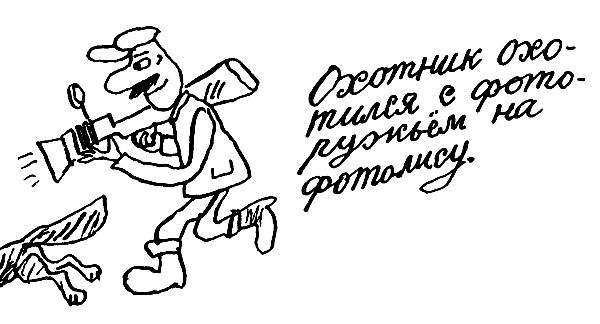 Охотник охо-
тился с фото-
ружьём на
фотолису.